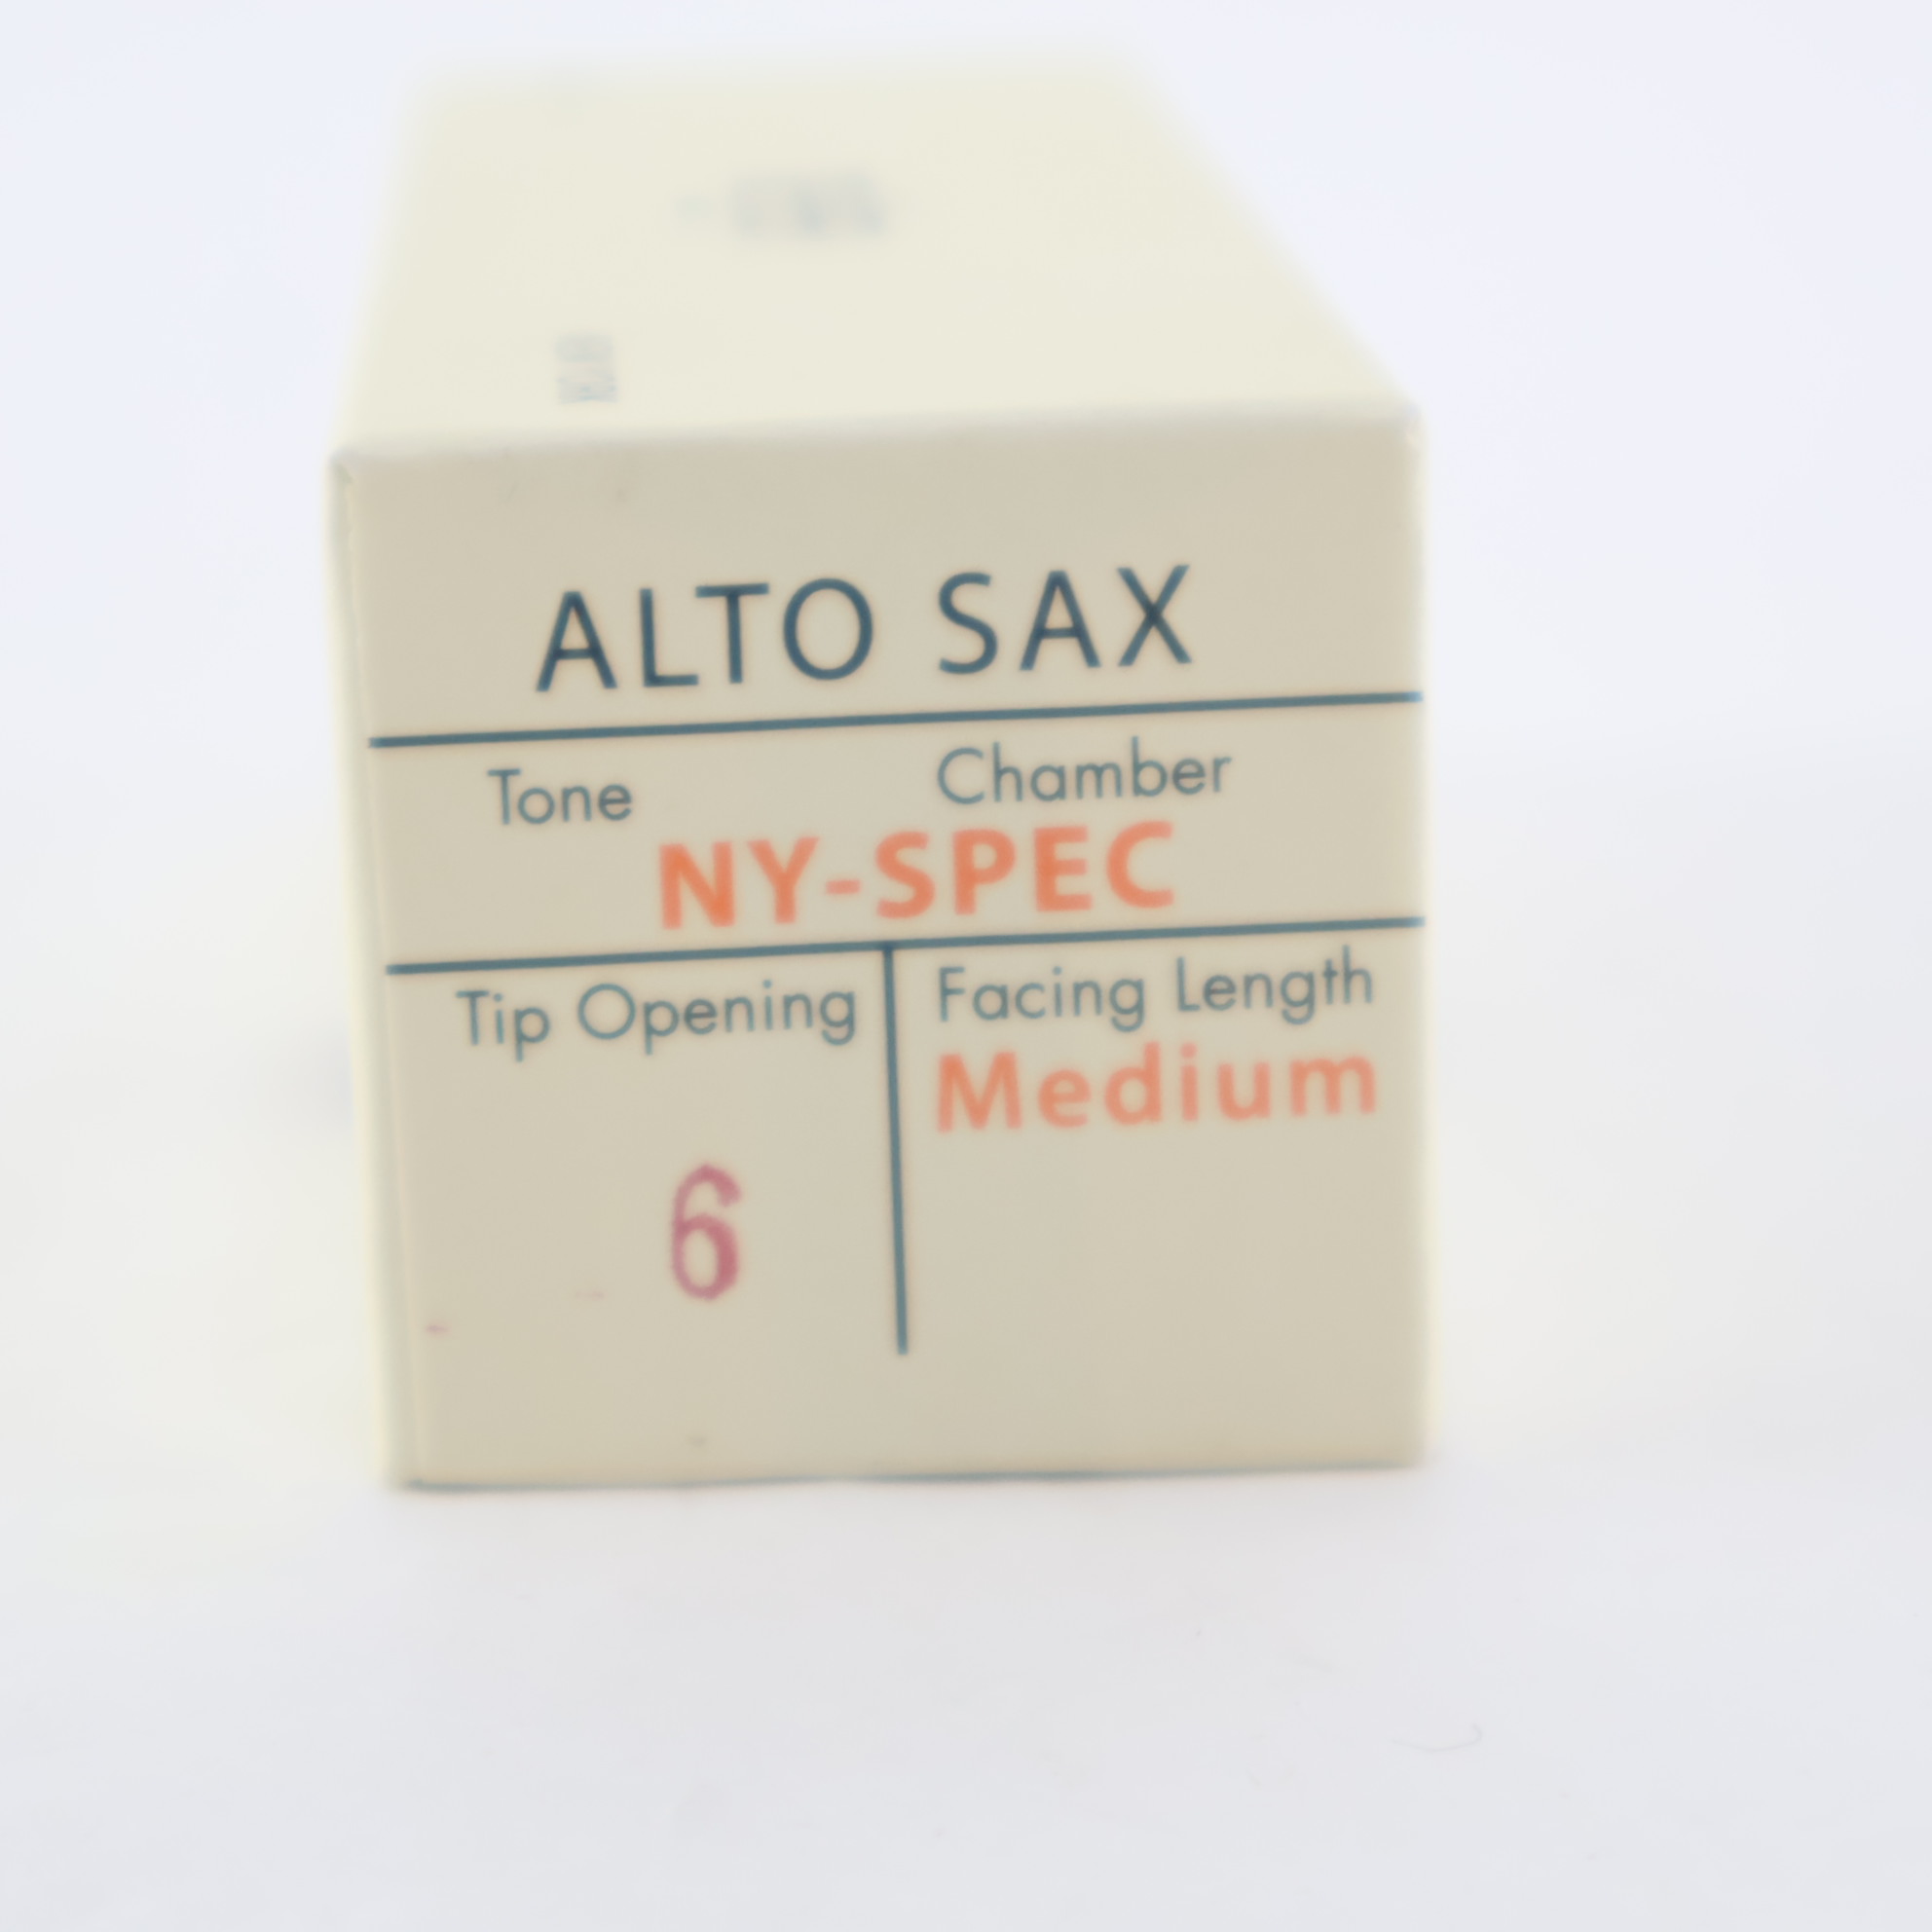 ALTO SAX
Tone Chamber
NY-SPEC
Tip Opening Facing Length
Medium
6